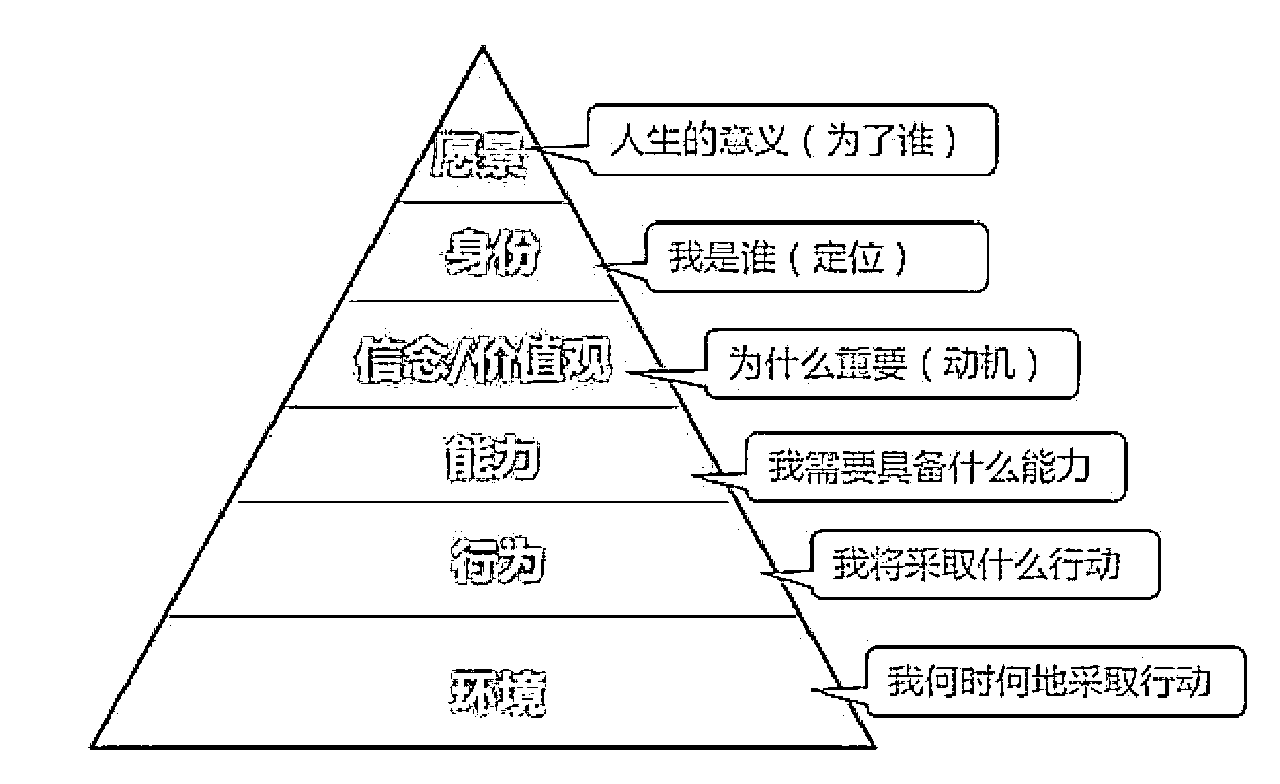 愿景
人生的意义（为了谁）
身份
我是谁（定位）
信念/价值观
为什么重要（动机）
能力
我需要具备什么能力
行为
我将采取什么行动
环境
我何时何地采取行动